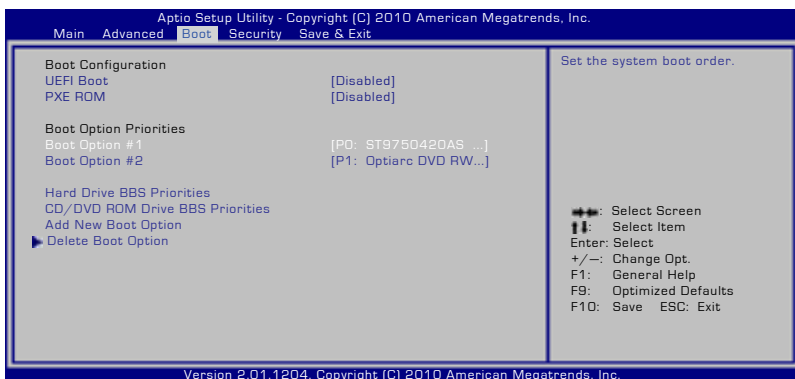 Aptio Setup Utility - Copyright (C) 2010 American Megatrends, Inc.
Main Advanced Boot Security Save & Exit
Boot Configuration
UEFI Boot [Disabled]
PXE ROM [Disabled]
Boot Option Priorities
Boot Option #1 [P0: ST9750420AS ...]
Boot Option #2 [P1: Optiarc DVD RW...]
Hard Drive BBS Priorities
CD/DVD ROM Drive BBS Priorities
Add New Boot Option
Delete Boot Option
Set the system boot order.
: Select Screen
: Select Item
Enter: Select
+/—: Change Opt.
F1: General Help
F9: Optimized Defaults
F10: Save ESC: Exit
Version 2.01.1204. Copyright (C) 2010 American Megatrends, Inc.